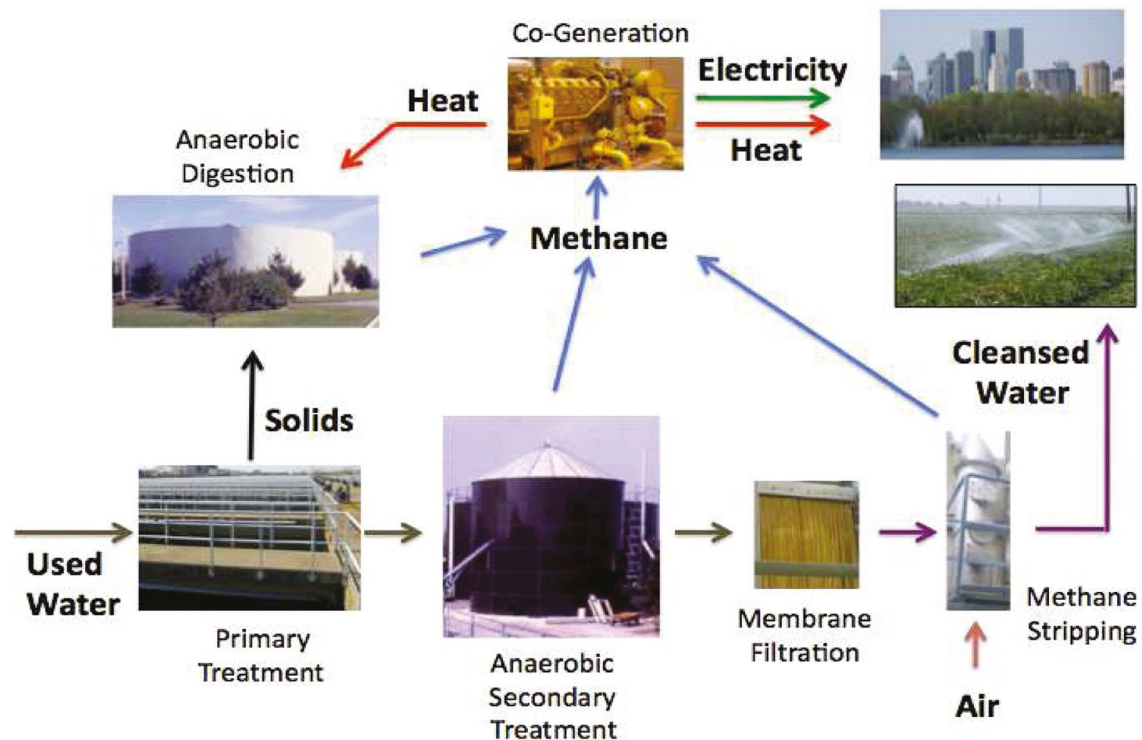 Co-Generation
Electricity
Heat
Heat
Anaerobic
Digestion
Methane
Cleansed
Water
Solids
Used
Water
Primary
Treatment
Anaerobic
Secondary
Treatment
Membrane
Filtration
Methane
Stripping
Air